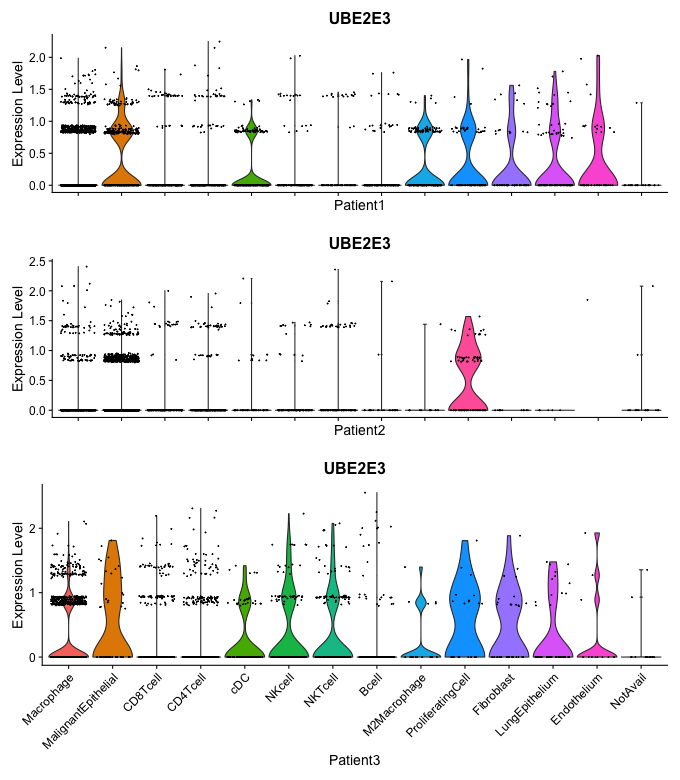 UBE2E3
Expression Level
2.0
1.5
1.0
0.5
0.0
Patient1
UBE2E3
Expression Level
2.5
2.0
1.5
1.0
0.5
0.0
Patient2
UBE2E3
Expression Level
2
1
0
Macrophage
MalignantEpithelial
CD8Tcell
CD4Tcell
cDC
NKcell
NKTcell
Bcell
M2Macrophage
ProliferatingCell
Fibroblast
LungEpithelium
Endothelium
NotAvail
Patient3